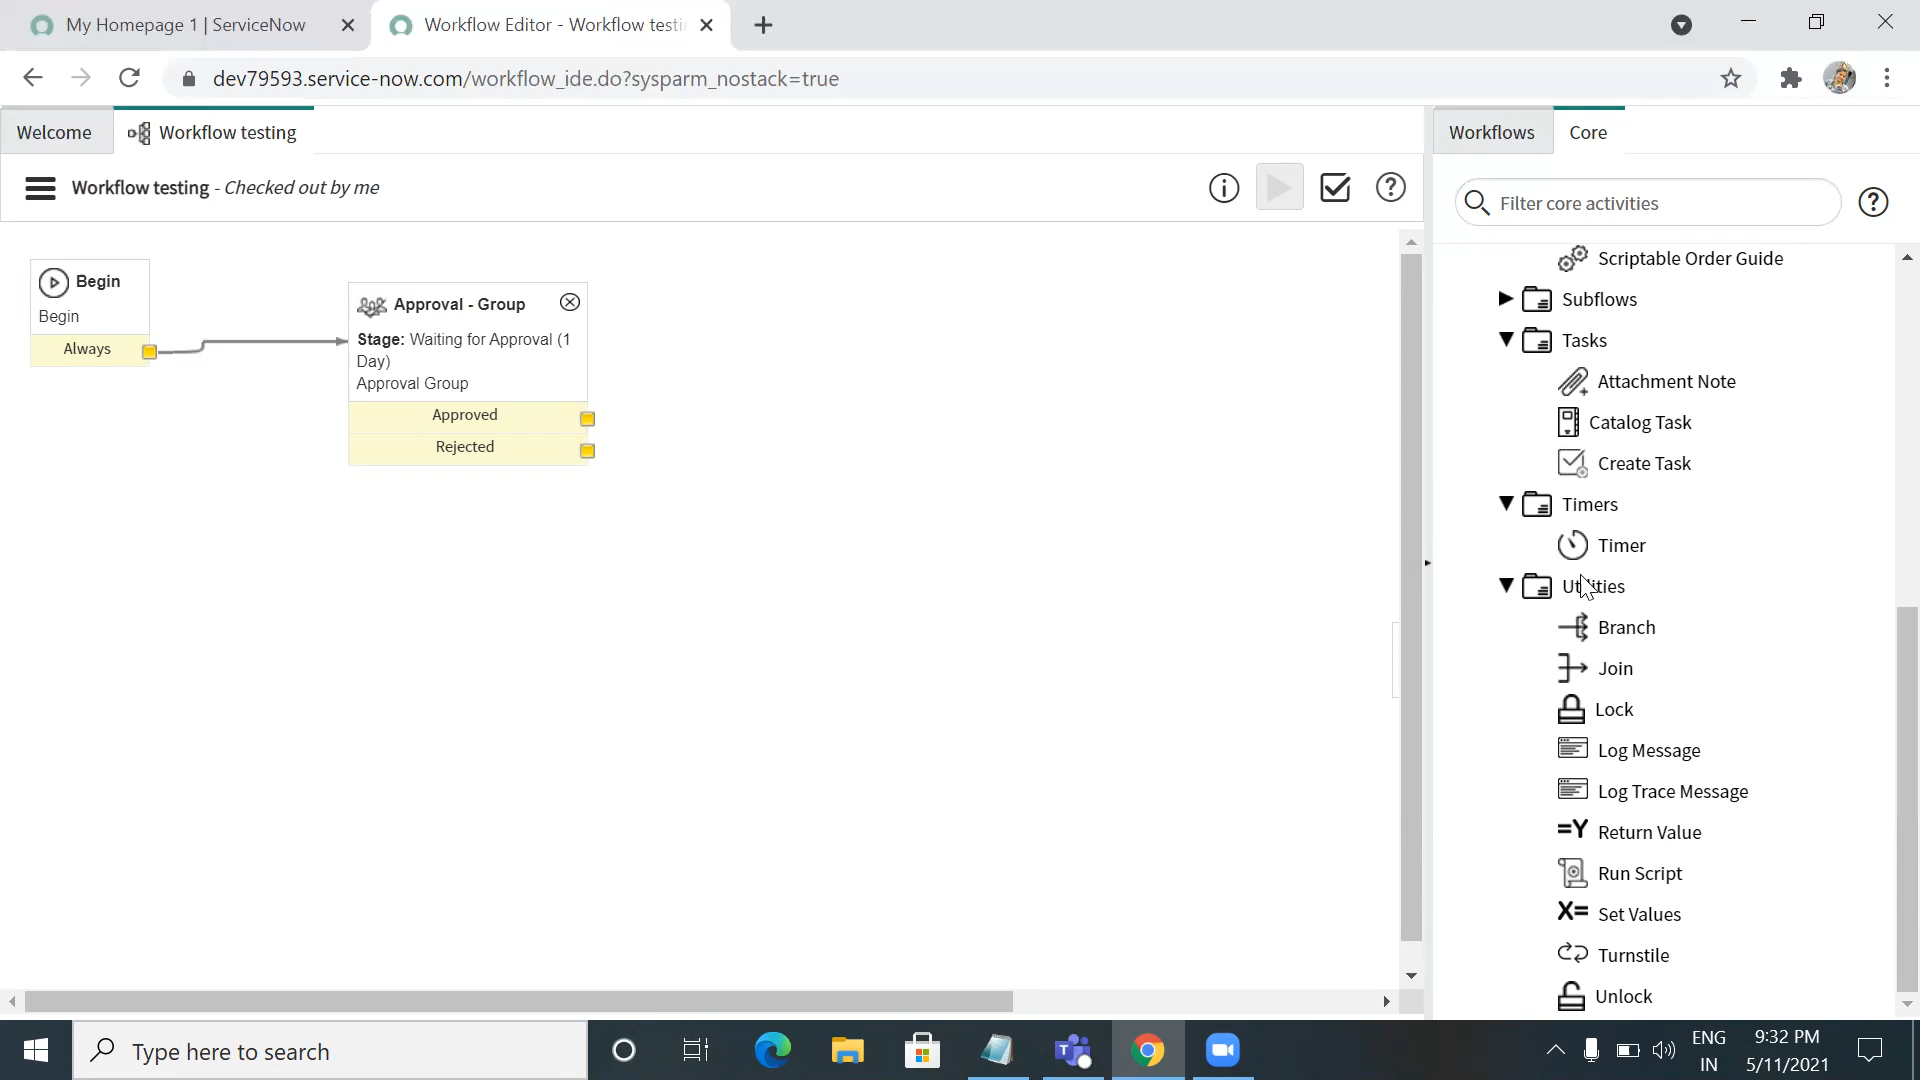 My Homepage 1 | ServiceNow
Workflow Editor - Workflow testi
dev79593.service-now.com/workflow_ide.do?sysparm_nostack=true
Welcome
Workflow testing
Workflows
Core
Workflow testing - Checked out by me
Filter core activities
Begin
Begin
Always
Approval - Group
Stage: Waiting for Approval (1
Day)
Approval Group
Approved
Rejected
Scriptable Order Guide
Subflows
Tasks
Attachment Note
Catalog Task
Create Task
Timers
Timer
Utilities
Branch
Join
Lock
Log Message
Log Trace Message
=Y Return Value
Run Script
X= Set Values
Turnstile
Unlock
Type here to search
ENG
IN
9:32 PM
5/11/2021